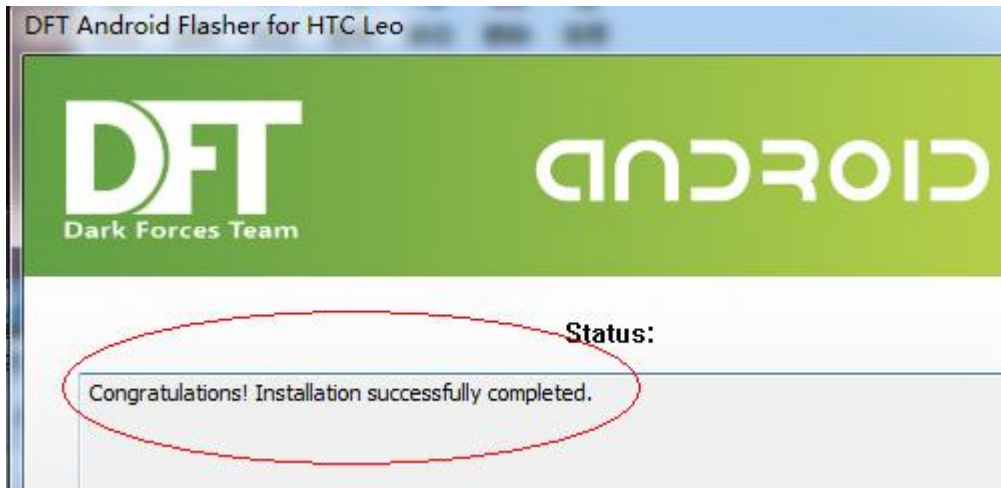 DFT Android Flasher for HTC Leo
DFT
Dark Forces Team
ANDROID
Status:
Congratulations! Installation successfully completed.